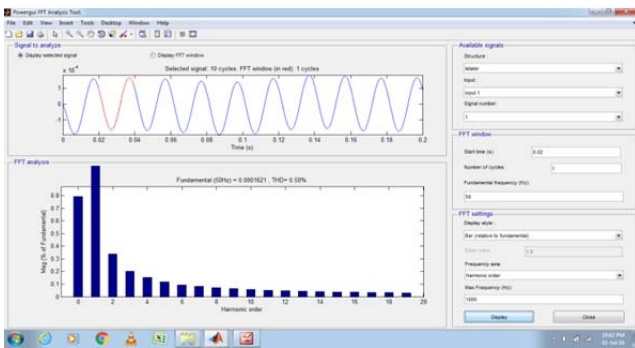 Powergui FFT Analysis Tool
File Edit View Insert Tools Desktop Window Help
Signal to analyze
Display selected signal
Display FFT window
x 10⁻⁴
Selected signal: 10 cycles. FFT window (in red): 1 cycles
1
0
-1
0 0.02 0.04 0.06 0.08 0.1 0.12 0.14 0.16 0.18 0.2
Time (s)
FFT analysis
Fundamental (50Hz) = 0.0001621 , THD= 0.50%
Mag (% of Fundamental)
0.8
0.7
0.6
0.5
0.4
0.3
0.2
0.1
0
0 2 4 6 8 10 12 14 16 18 20
Harmonic order
Available signals
Structure :
Input :
input 1
Signal number:
1
FFT window
Start time (s):
0.02
Number of cycles:
1
Fundamental frequency (Hz):
50
FFT settings
Display style :
Bar (relative to fundamental)
1.0
Frequency axis:
Harmonic order
Max Frequency (Hz):
1000
Display
Close